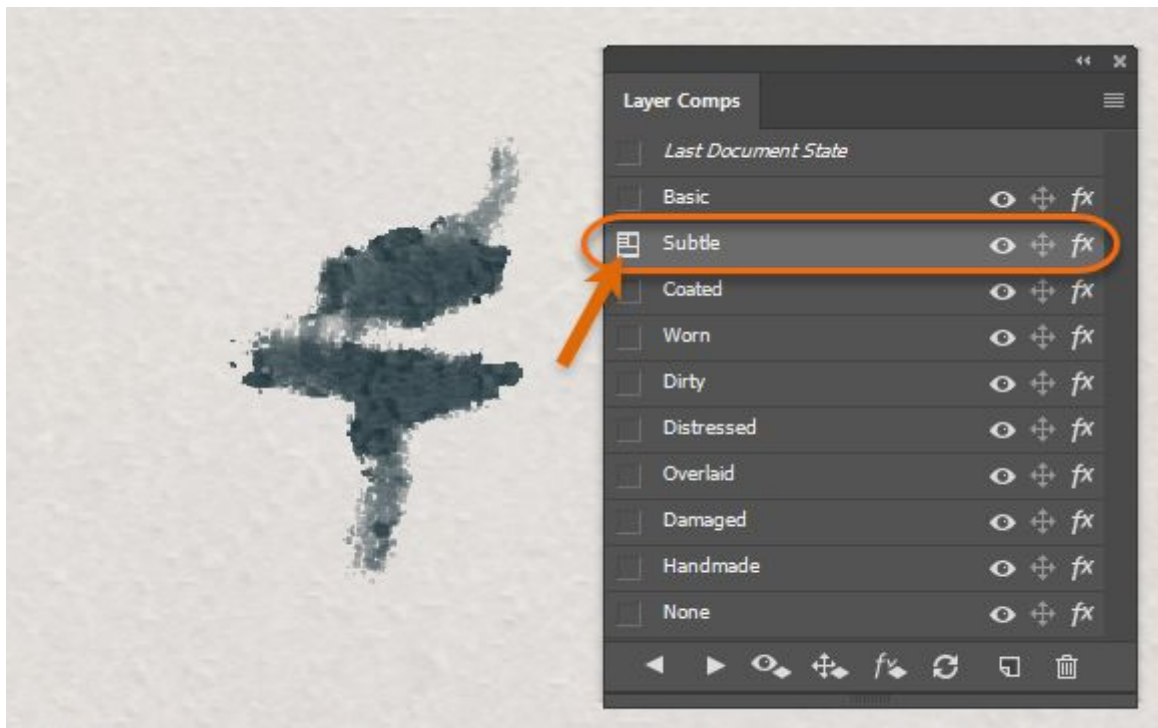 Layer Comps
Last Document State
Basic
Subtle
Coated
Worn
Dirty
Distressed
Overlaid
Damaged
Handmade
None